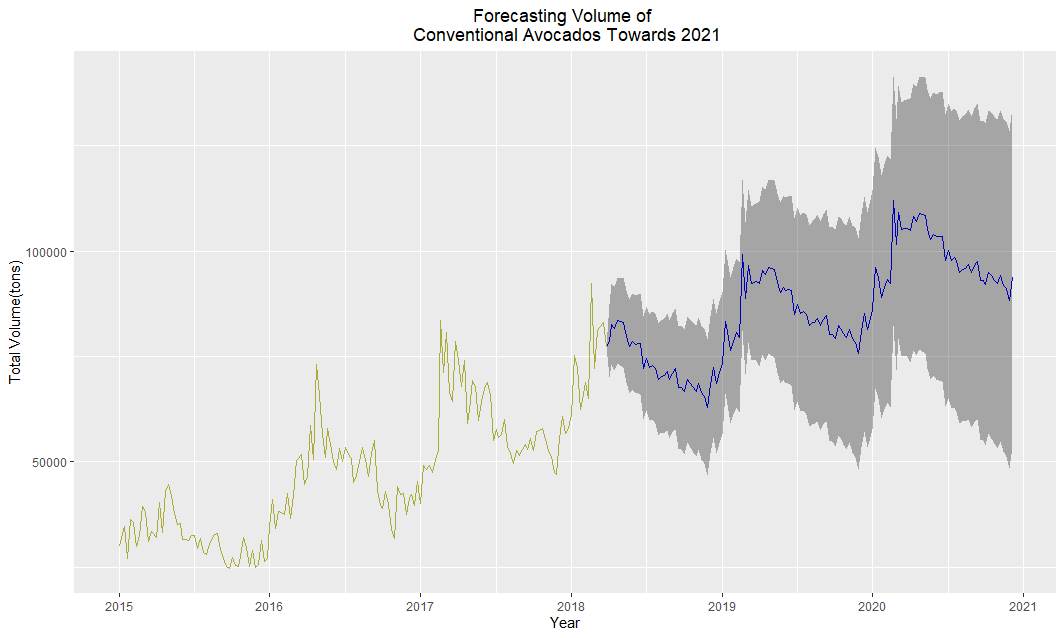 Forecasting Volume of
Conventional Avocados Towards 2021
Total Volume(tons)
100000
50000
2015 2016 2017 2018 2019 2020 2021
Year